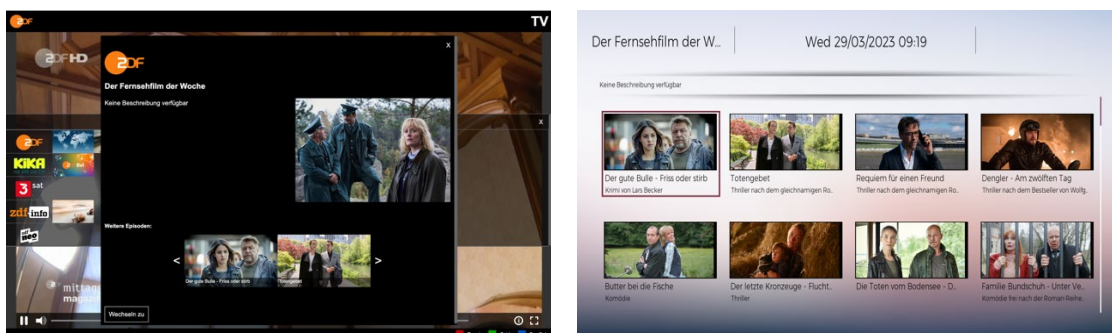 ZDF
TV
ZDF HD
ZDF
x
Der Fernsehfilm der Woche
Keine Beschreibung verfügbar
x
ZDF
KiKA
3 sat
zdf info
neo
Weitere Episoden:
<
>
Der gute Bulle - Friss oder stirb
Totengebet
mittag
magazin
Wechseln zu
Der Fernsehfilm der W...
Wed 29/03/2023 09:19
Keine Beschreibung verfügbar
Der gute Bulle - Friss oder stirb
Krimi von Lars Becker
Totengebet
Thriller nach dem gleichnamigen Ro..
Requiem für einen Freund
Thriller nach dem gleichnamigen Ro..
Dengler - Am zwölften Tag
Thriller nach dem Bestseller von Wolfg..
Butter bei die Fische
Komödie
Der letzte Kronzeuge - Flucht..
Thriller
Die Toten vom Bodensee - D..
Familie Bundschuh - Unter Ve..
Komödie frei nach der Roman-Reihe..